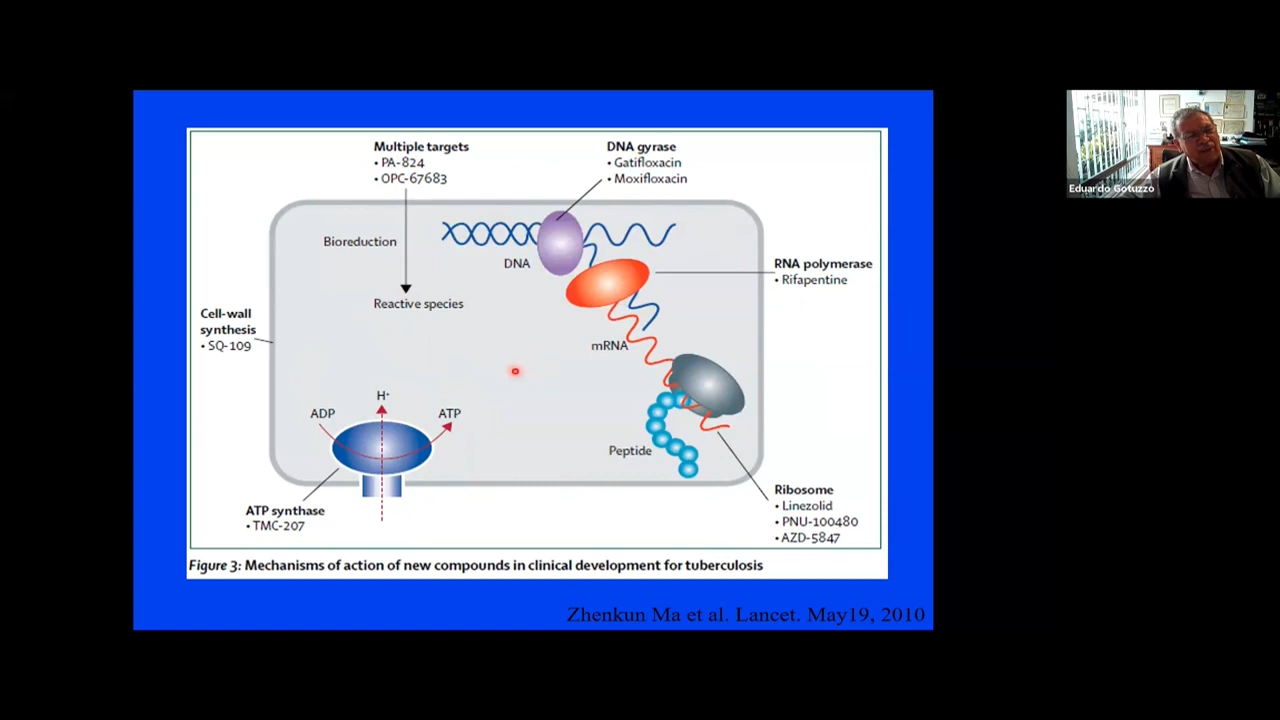 Multiple targets
• PA-824
• OPC-67683
DNA gyrase
• Gatifloxacin
• Moxifloxacin
Eduardo Gotuzzo
Bioreduction
DNA
RNA polymerase
• Rifapentine
Reactive species
Cell-wall
synthesis
• SQ-109
mRNA
H+
ADP
ATP
Peptide
Ribosome
• Linezolid
• PNU-100480
• AZD-5847
ATP synthase
• TMC-207
Figure 3: Mechanisms of action of new compounds in clinical development for tuberculosis
Zhenkun Ma et al. Lancet. May19, 2010